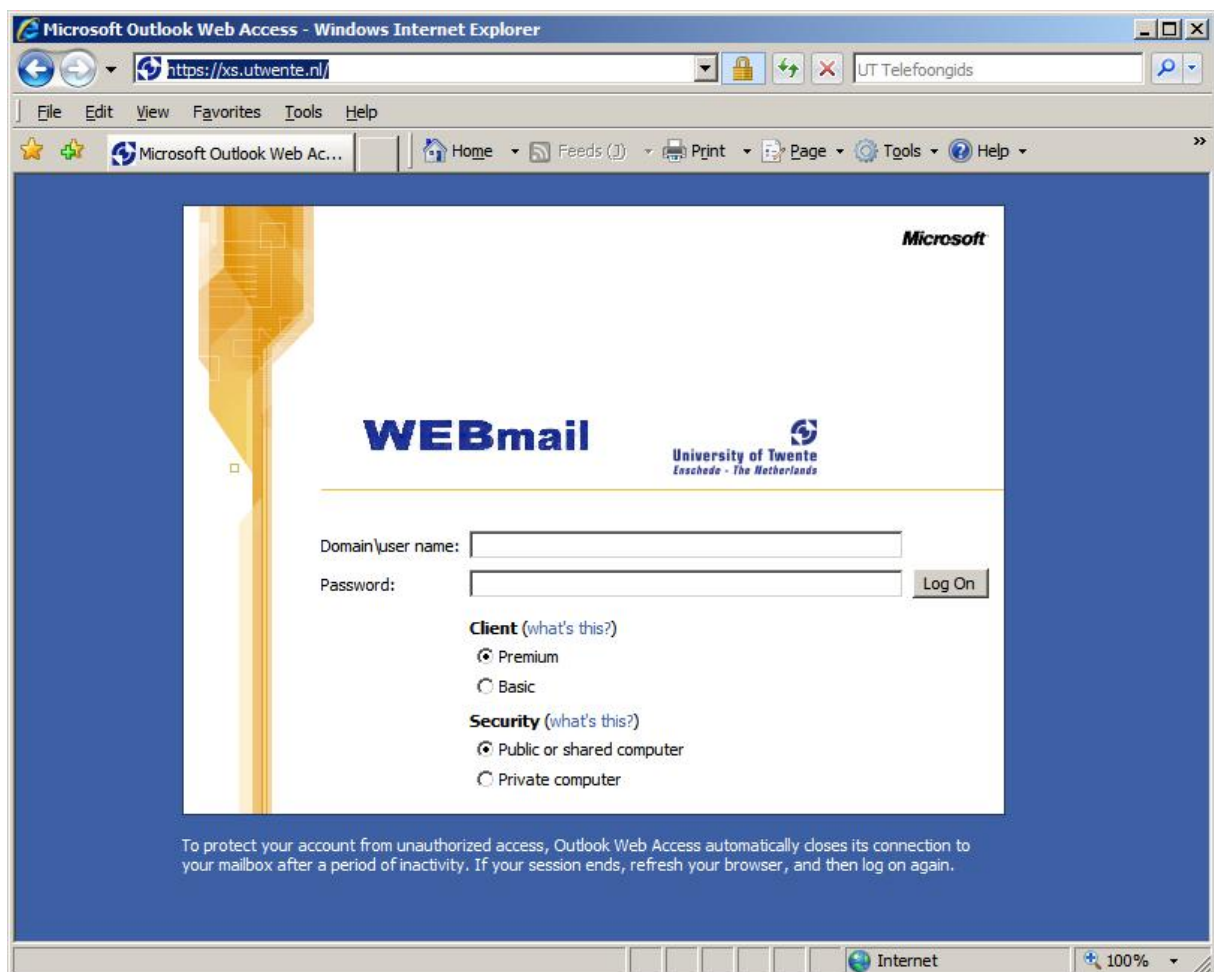 Microsoft Outlook Web Access - Windows Internet Explorer
https://xs.utwente.nl/ UT Telefoongids
File Edit View Favorites Tools Help
Microsoft Outlook Web Ac... Home Feeds (J) Print Page Tools Help »
Microsoft
WEBmail
University of Twente
Enschede - The Netherlands
Domain\user name:
Password: Log On
Client (what's this?)
Premium
Basic
Security (what's this?)
Public or shared computer
Private computer
To protect your account from unauthorized access, Outlook Web Access automatically closes its connection to
your mailbox after a period of inactivity. If your session ends, refresh your browser, and then log on again.
Internet 100%